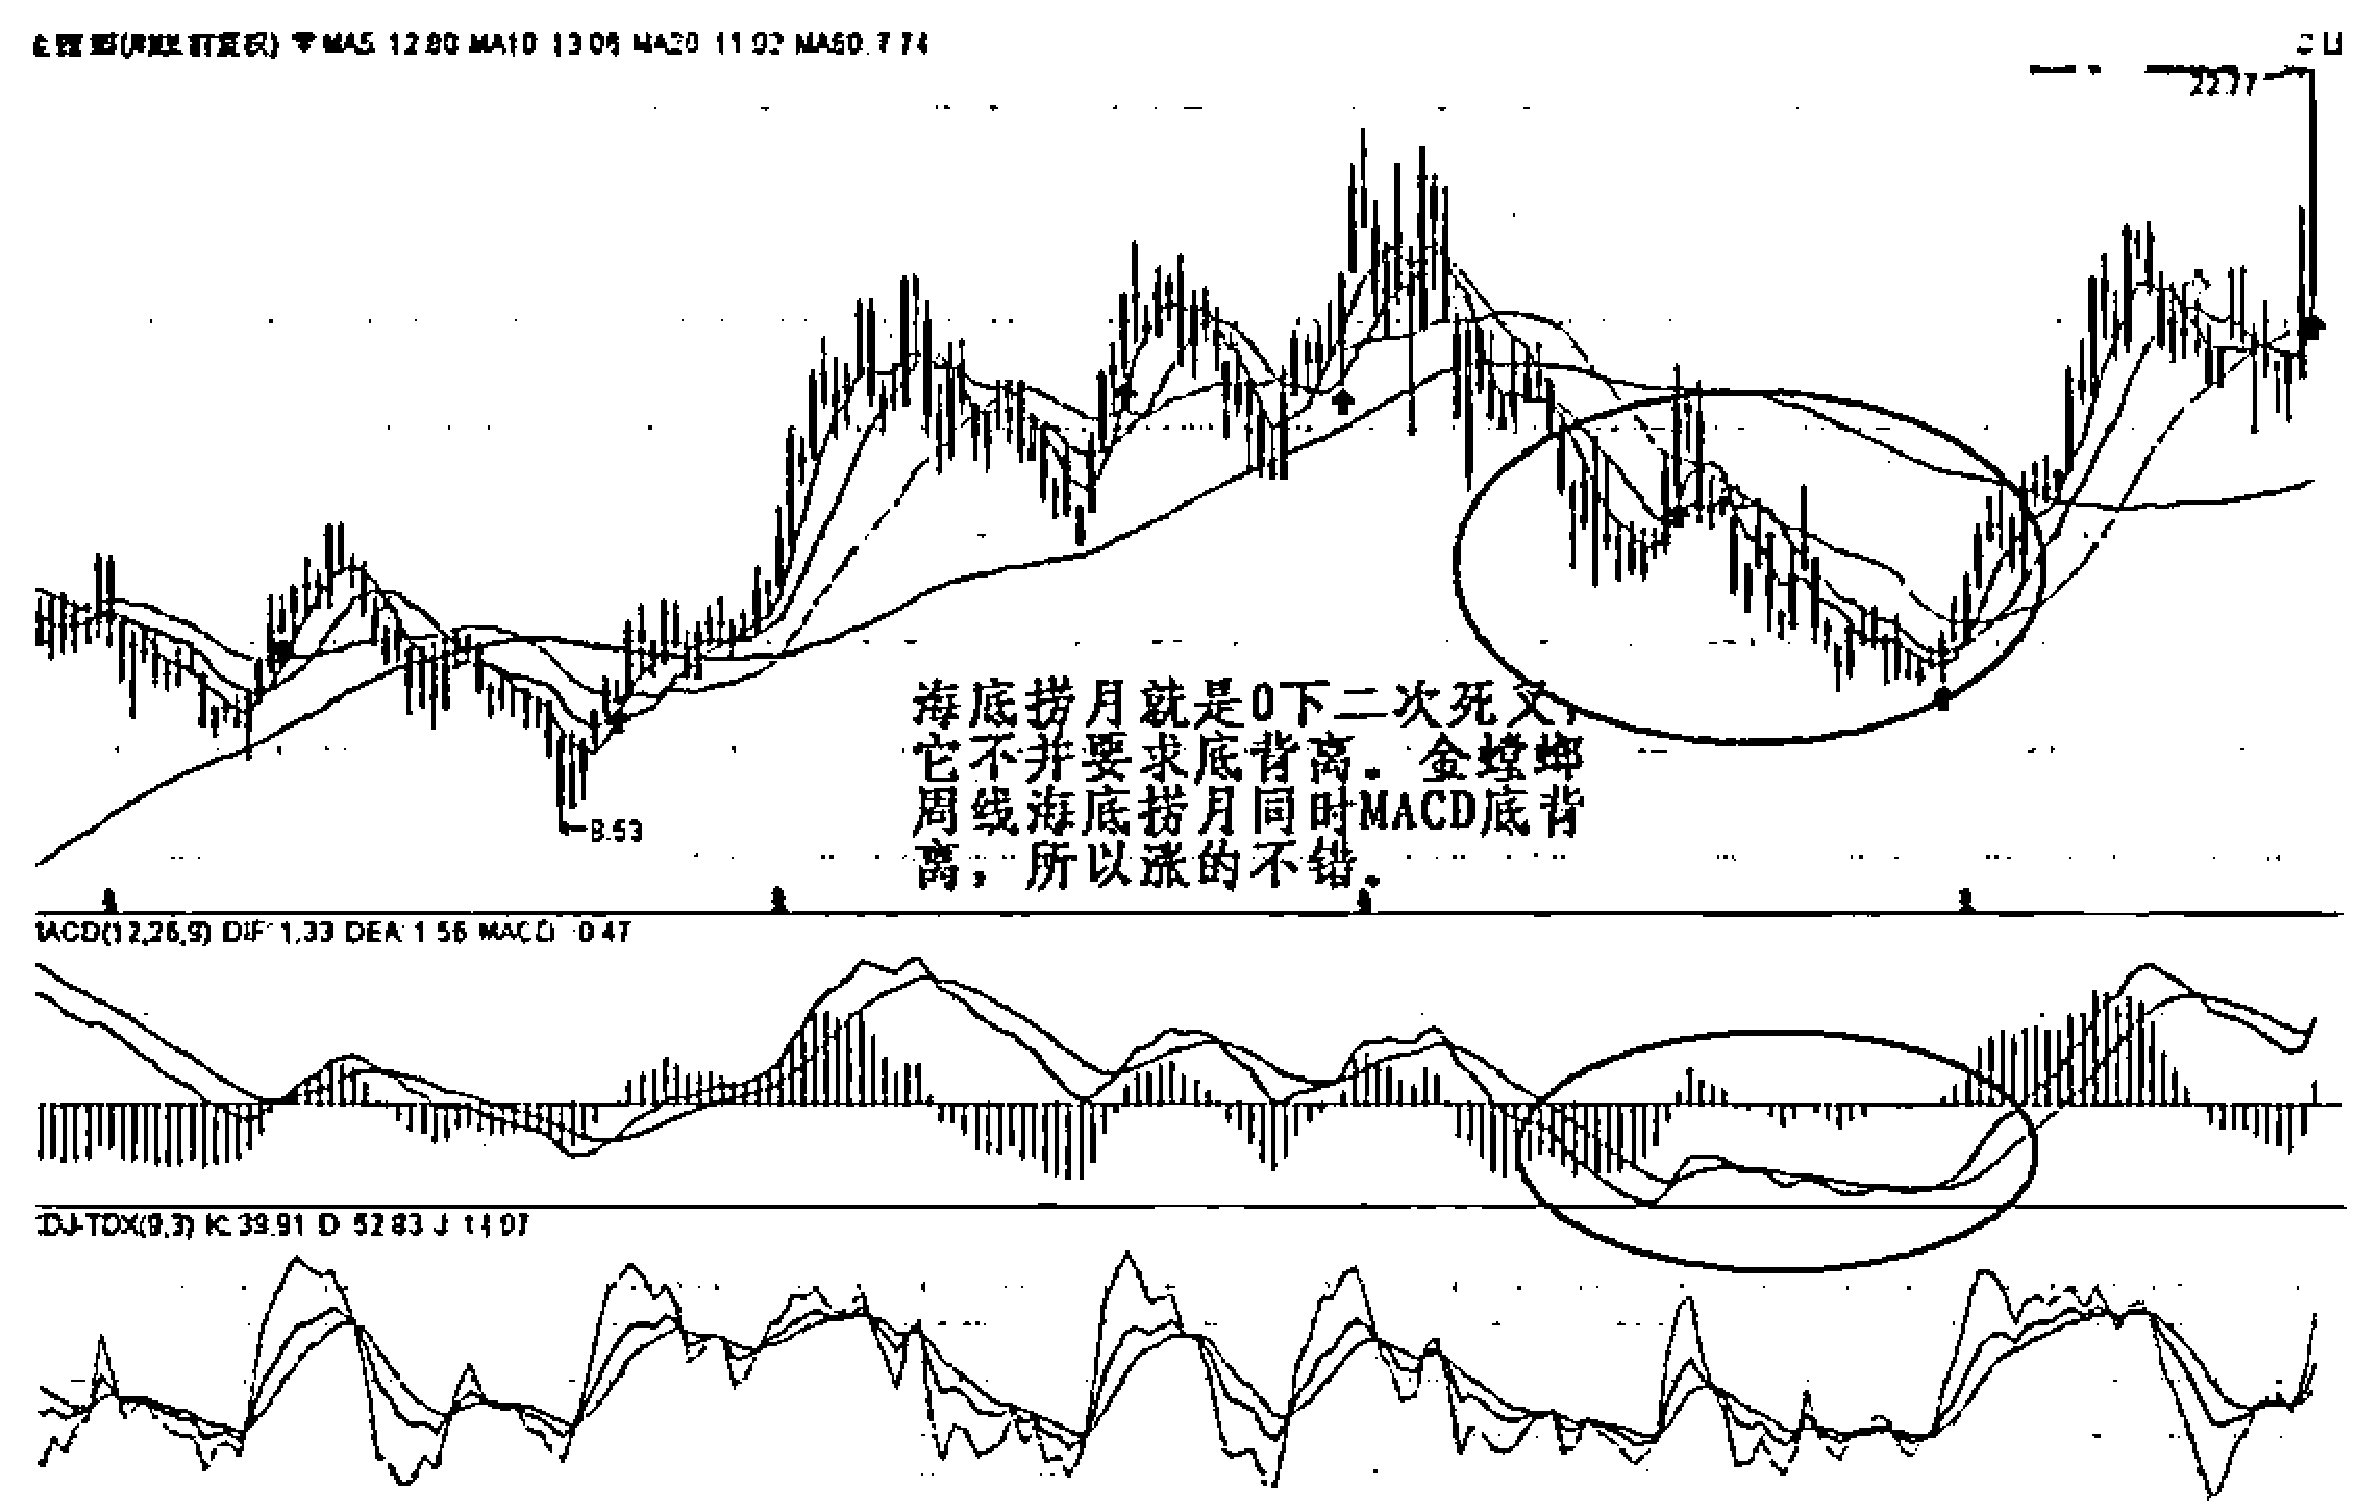 MA5 12.80 MA10 13.06 MA20 11.92 MA60 7.74
22.77
海底捞月就是0下二次死叉,
它不并要求底背离. 金螳螂
周线海底捞月同时MACD底背
离, 所以涨的不错.
8.53
MACD(12,26,9) DIF 1.33 DEA 1.56 MACD -0.47
K: 39.91 D 52.83 J 14.07